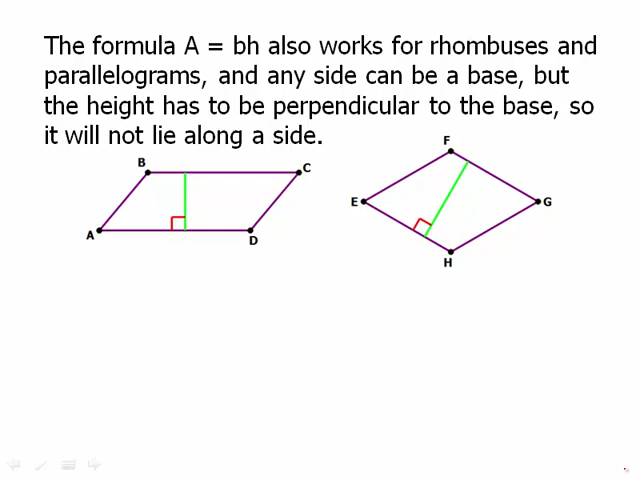 The formula A = bh also works for rhombuses and
parallelograms, and any side can be a base, but
the height has to be perpendicular to the base, so
it will not lie along a side.
B
C
A
D
F
E
G
H